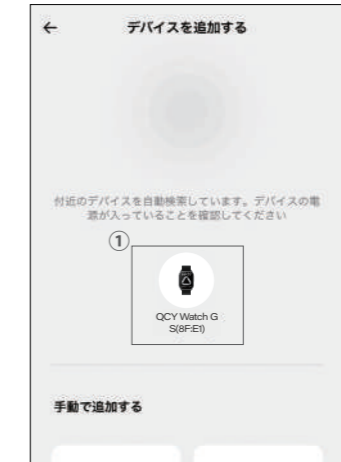 ← デバイスを追加する
付近のデバイスを自動検索しています。デバイスの電
源が入っていることを確認してください
①
QCY Watch G
S(8F:E1)
手動で追加する